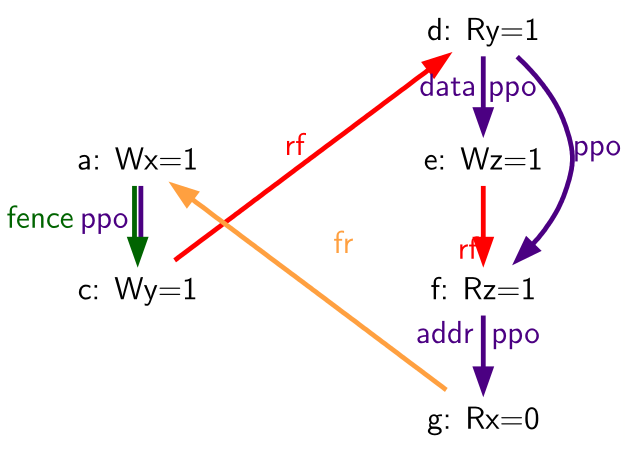 d: Ry=1
data ppo
rf
ppo
a: Wx=1
e: Wz=1
fence ppo
fr
rf
c: Wy=1
f: Rz=1
addr ppo
g: Rx=0